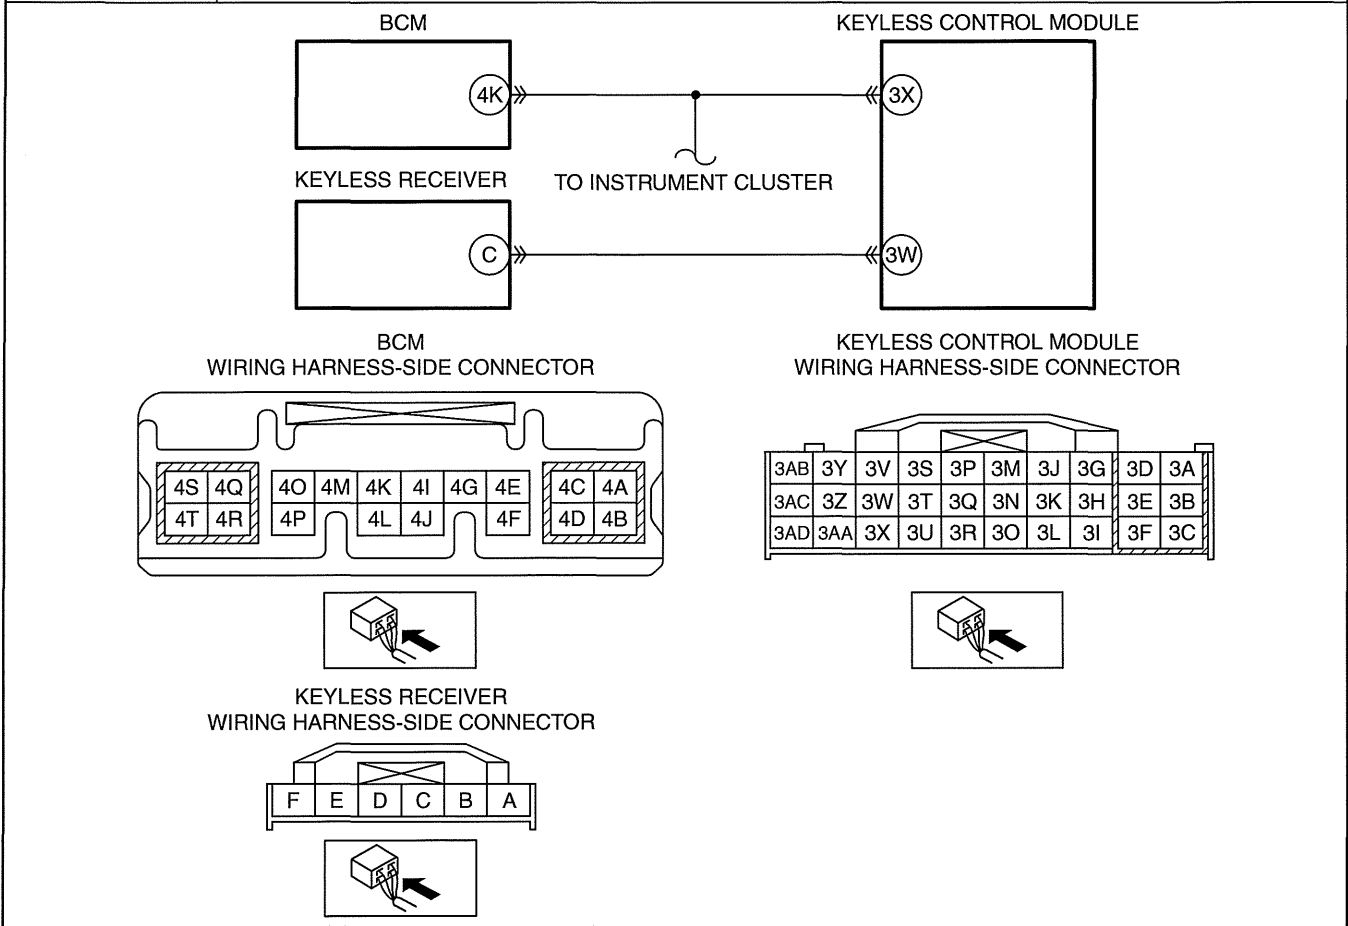 BCM
KEYLESS CONTROL MODULE
4K
3X
KEYLESS RECEIVER
TO INSTRUMENT CLUSTER
C
3W
BCM
WIRING HARNESS-SIDE CONNECTOR
KEYLESS CONTROL MODULE
WIRING HARNESS-SIDE CONNECTOR
4S 4Q 4O 4M 4K 4I 4G 4E 4C 4A
4T 4R 4P 4L 4J 4F 4D 4B
3AB 3Y 3V 3S 3P 3M 3J 3G 3D 3A
3AC 3Z 3W 3T 3Q 3N 3K 3H 3E 3B
3AD 3AA 3X 3U 3R 3O 3L 3I 3F 3C
KEYLESS RECEIVER
WIRING HARNESS-SIDE CONNECTOR
F E D C B A